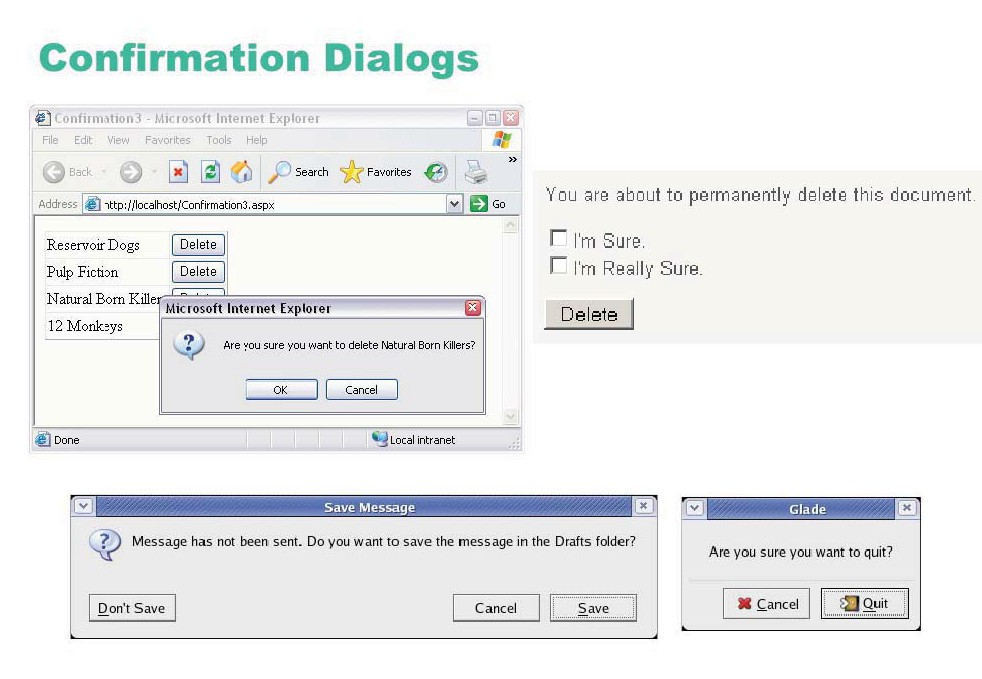 Confirmation Dialogs
Confirmation3 - Microsoft Internet Explorer
File Edit View Favorites Tools Help
Back Search Favorites »
Address http://localhost/Confirmation3.aspx Go
Reservoir Dogs Delete
Pulp Fiction Delete
Natural Born Killer
12 Monkeys
Microsoft Internet Explorer
Are you sure you want to delete Natural Born Killers?
OK Cancel
Done Local intranet
You are about to permanently delete this document.
I'm Sure.
I'm Really Sure.
Delete
Save Message
Message has not been sent. Do you want to save the message in the Drafts folder?
Don't Save Cancel Save
Glade
Are you sure you want to quit?
Cancel Quit